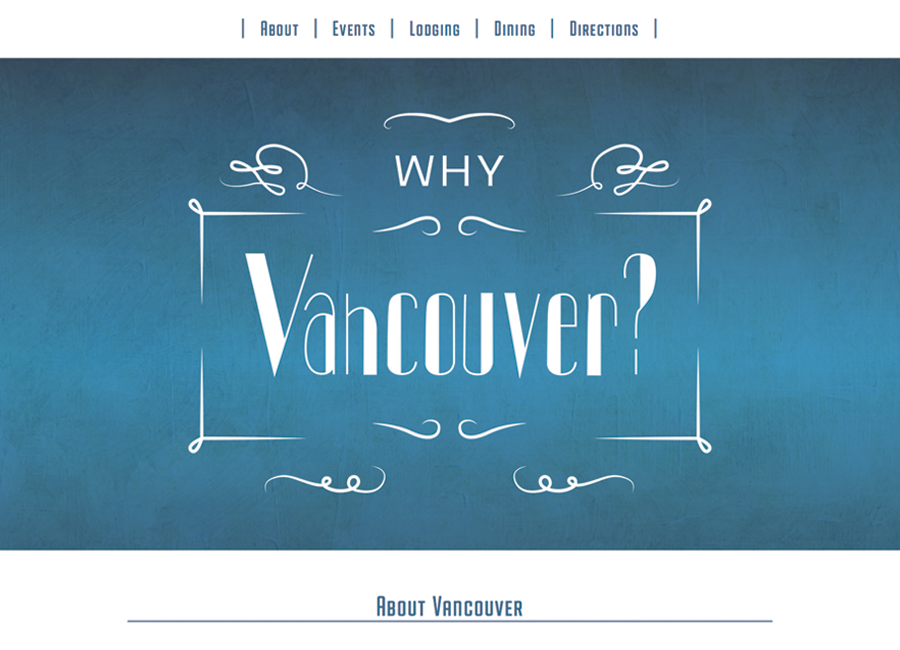 | About | Events | Lodging | Dining | Directions |
WHY
Vancouver?
About Vancouver